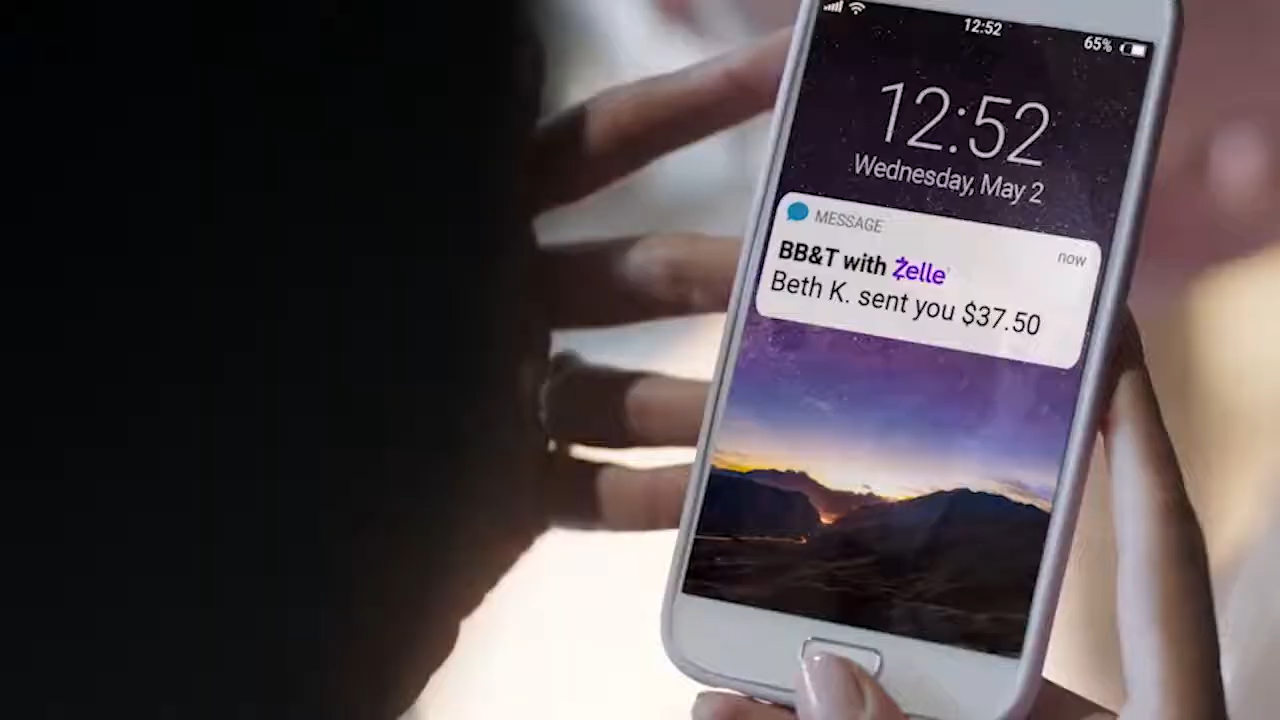 12:52
65%
12:52
Wednesday, May 2
MESSAGE
now
BB&T with Zelle
Beth K. sent you $37.50